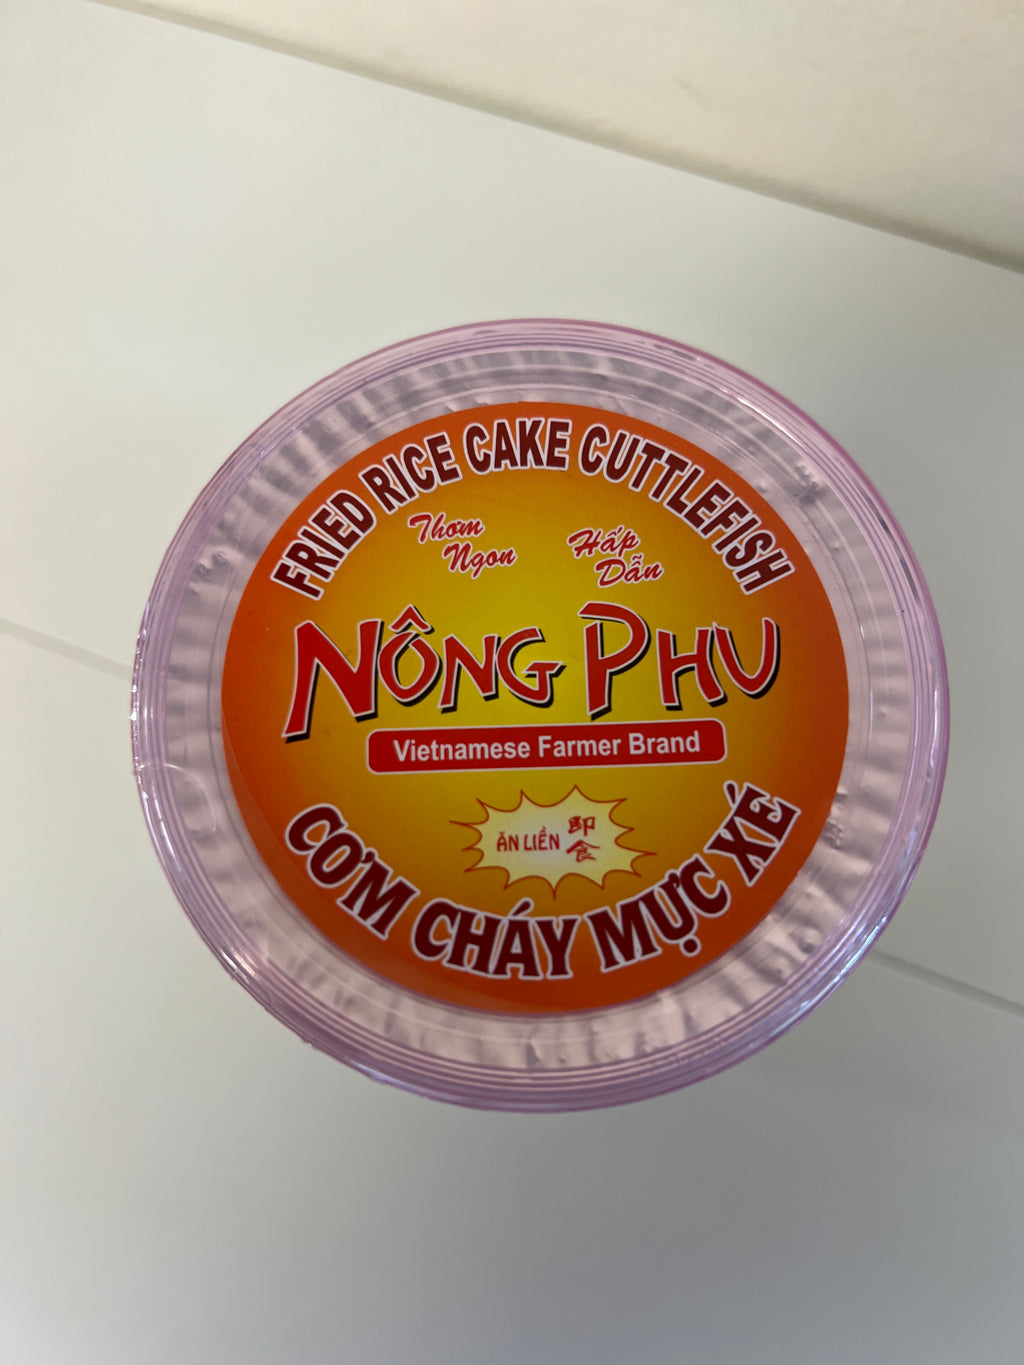 FRIED RICE CAKE CUTTLEFISH
Thơm
Ngon
Hấp
Dẫn
NÔNG PHU
Vietnamese Farmer Brand
ĂN LIỀN
即食
CƠM CHÁY MỰC XÉ